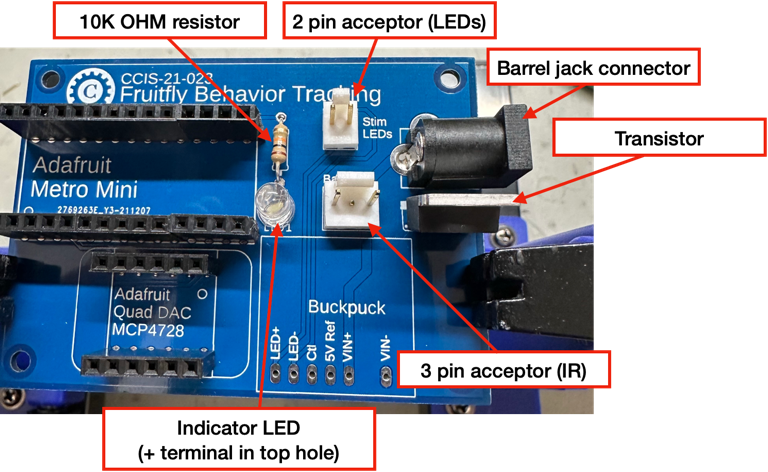 10K OHM resistor
2 pin acceptor (LEDs)
Barrel jack connector
Transistor
CCIS-21-023
C
Fruitfly Behavior Tracking
Stim
LEDs
Adafruit
Metro Mini
2769263E_Y3-211207
Adafruit
Quad DAC
MCP4728
Buckpuck
LED+
LED-
Ctl
5V Ref
VIN+
VIN-
3 pin acceptor (IR)
Indicator LED
(+ terminal in top hole)